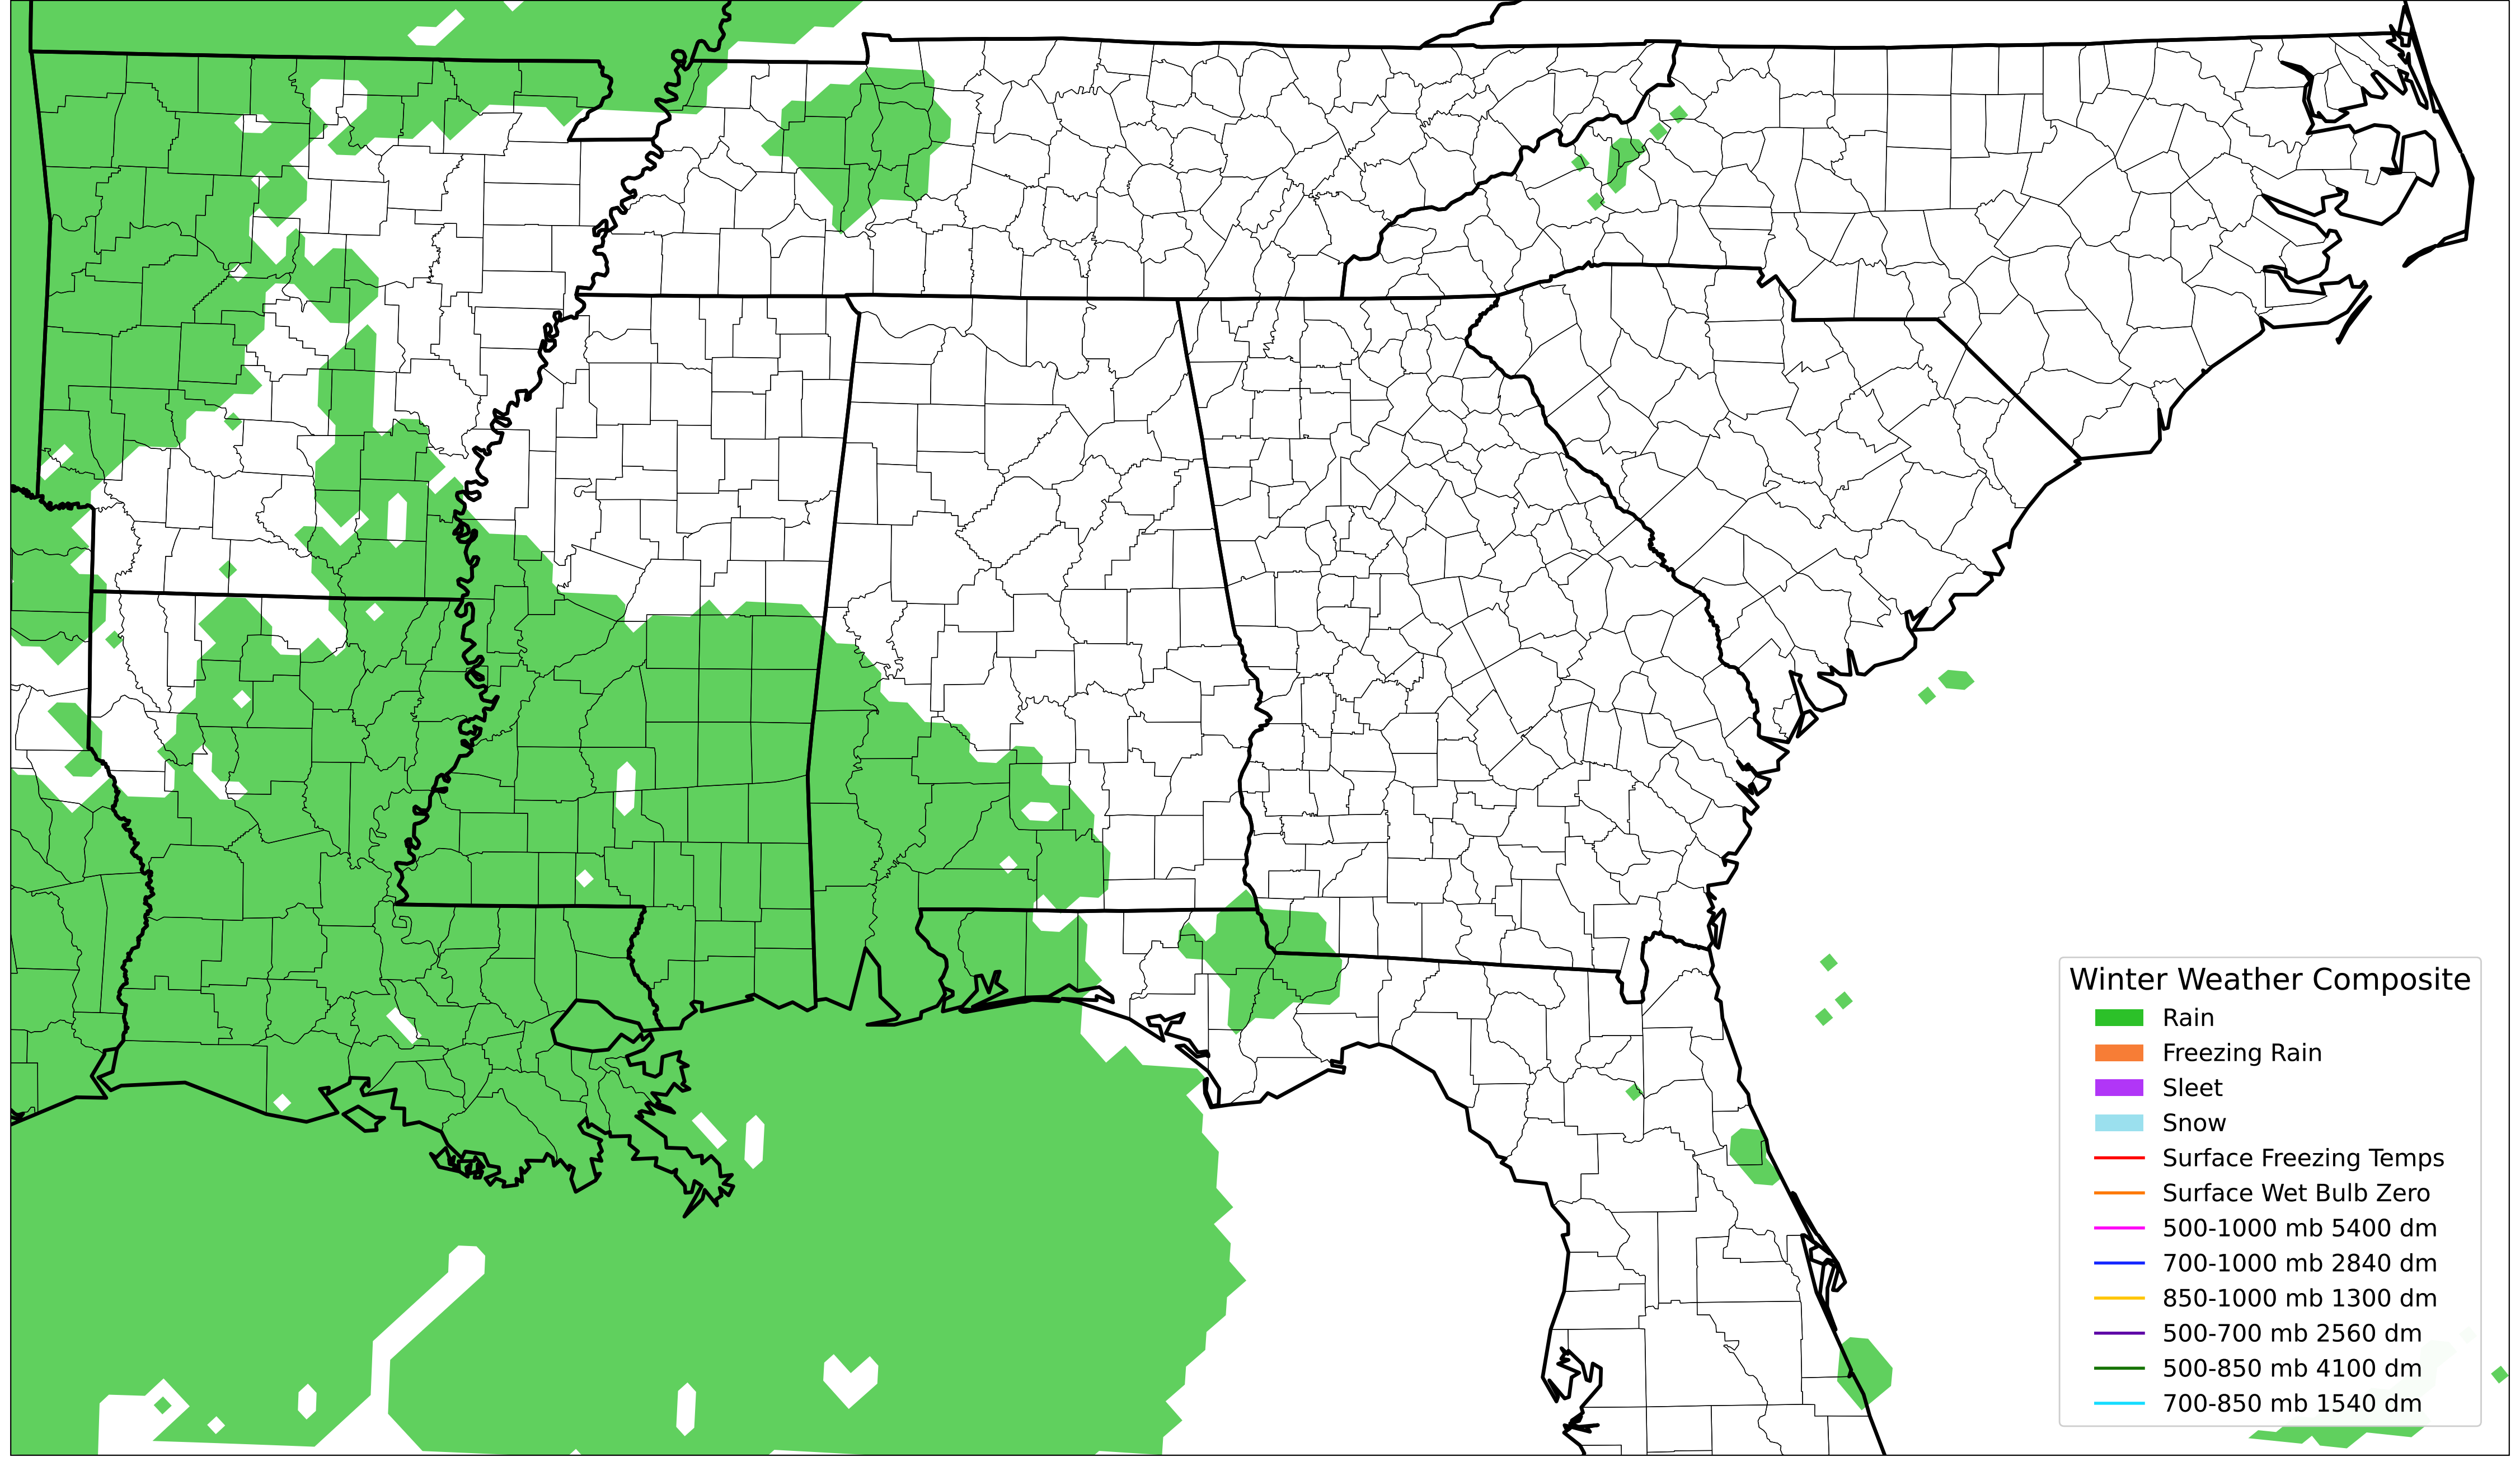 Winter Weather Composite
Rain
Freezing Rain
Sleet
Snow
Surface Freezing Temps
Surface Wet Bulb Zero
500-1000 mb 5400 dm
700-1000 mb 2840 dm
850-1000 mb 1300 dm
500-700 mb 2560 dm
500-850 mb 4100 dm
700-850 mb 1540 dm